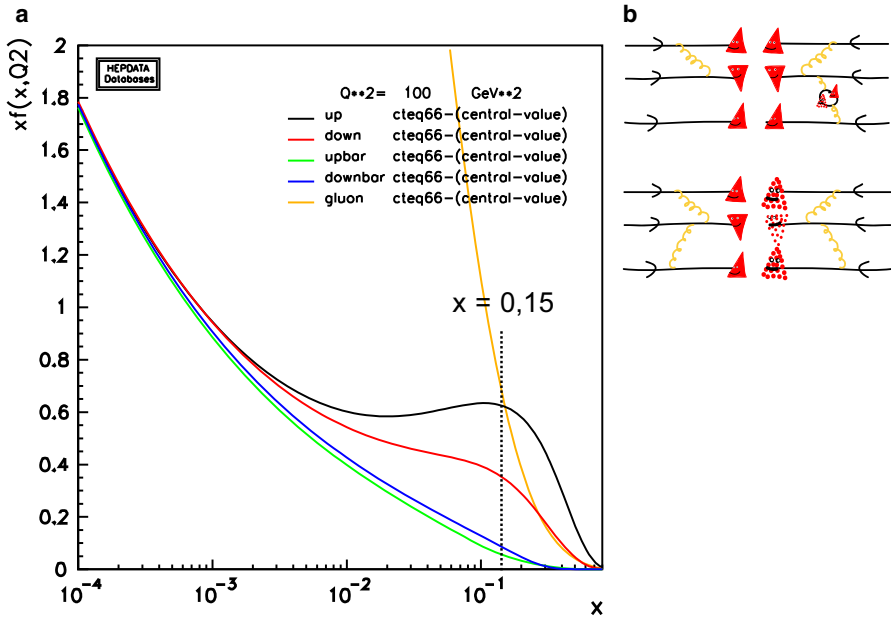 a
b
HEPDATA
Databases
xf(x,Q2)
Q**2= 100 GeV**2
up cteq66-(central-value)
down cteq66-(central-value)
upbar cteq66-(central-value)
downbar cteq66-(central-value)
gluon cteq66-(central-value)
x = 0,15
2
1.8
1.6
1.4
1.2
1
0.8
0.6
0.4
0.2
0
10-4
10-3
10-2
10-1
x